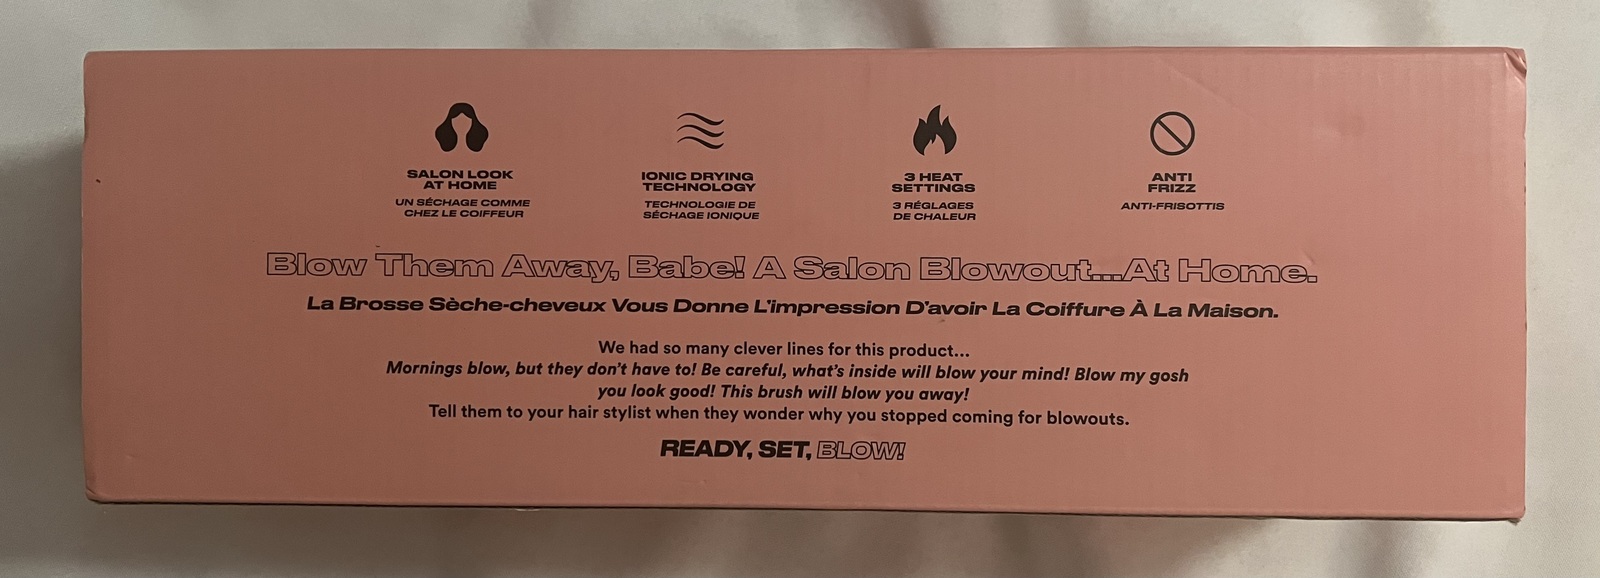 SALON LOOK
AT HOME
UN SÉCHAGE COMME
CHEZ LE COIFFEUR
IONIC DRYING
TECHNOLOGY
TECHNOLOGIE DE
SÉCHAGE IONIQUE
3 HEAT
SETTINGS
3 RÉGLAGES
DE CHALEUR
ANTI
FRIZZ
ANTI-FRISOTTIS
Blow Them Away, Babe! A Salon Blowout...At Home.
La Brosse Sèche-cheveux Vous Donne L'impression D'avoir La Coiffure À La Maison.
We had so many clever lines for this product...
Mornings blow, but they don't have to! Be careful, what's inside will blow your mind! Blow my gosh
you look good! This brush will blow you away!
Tell them to your hair stylist when they wonder why you stopped coming for blowouts.
READY, SET, BLOW!